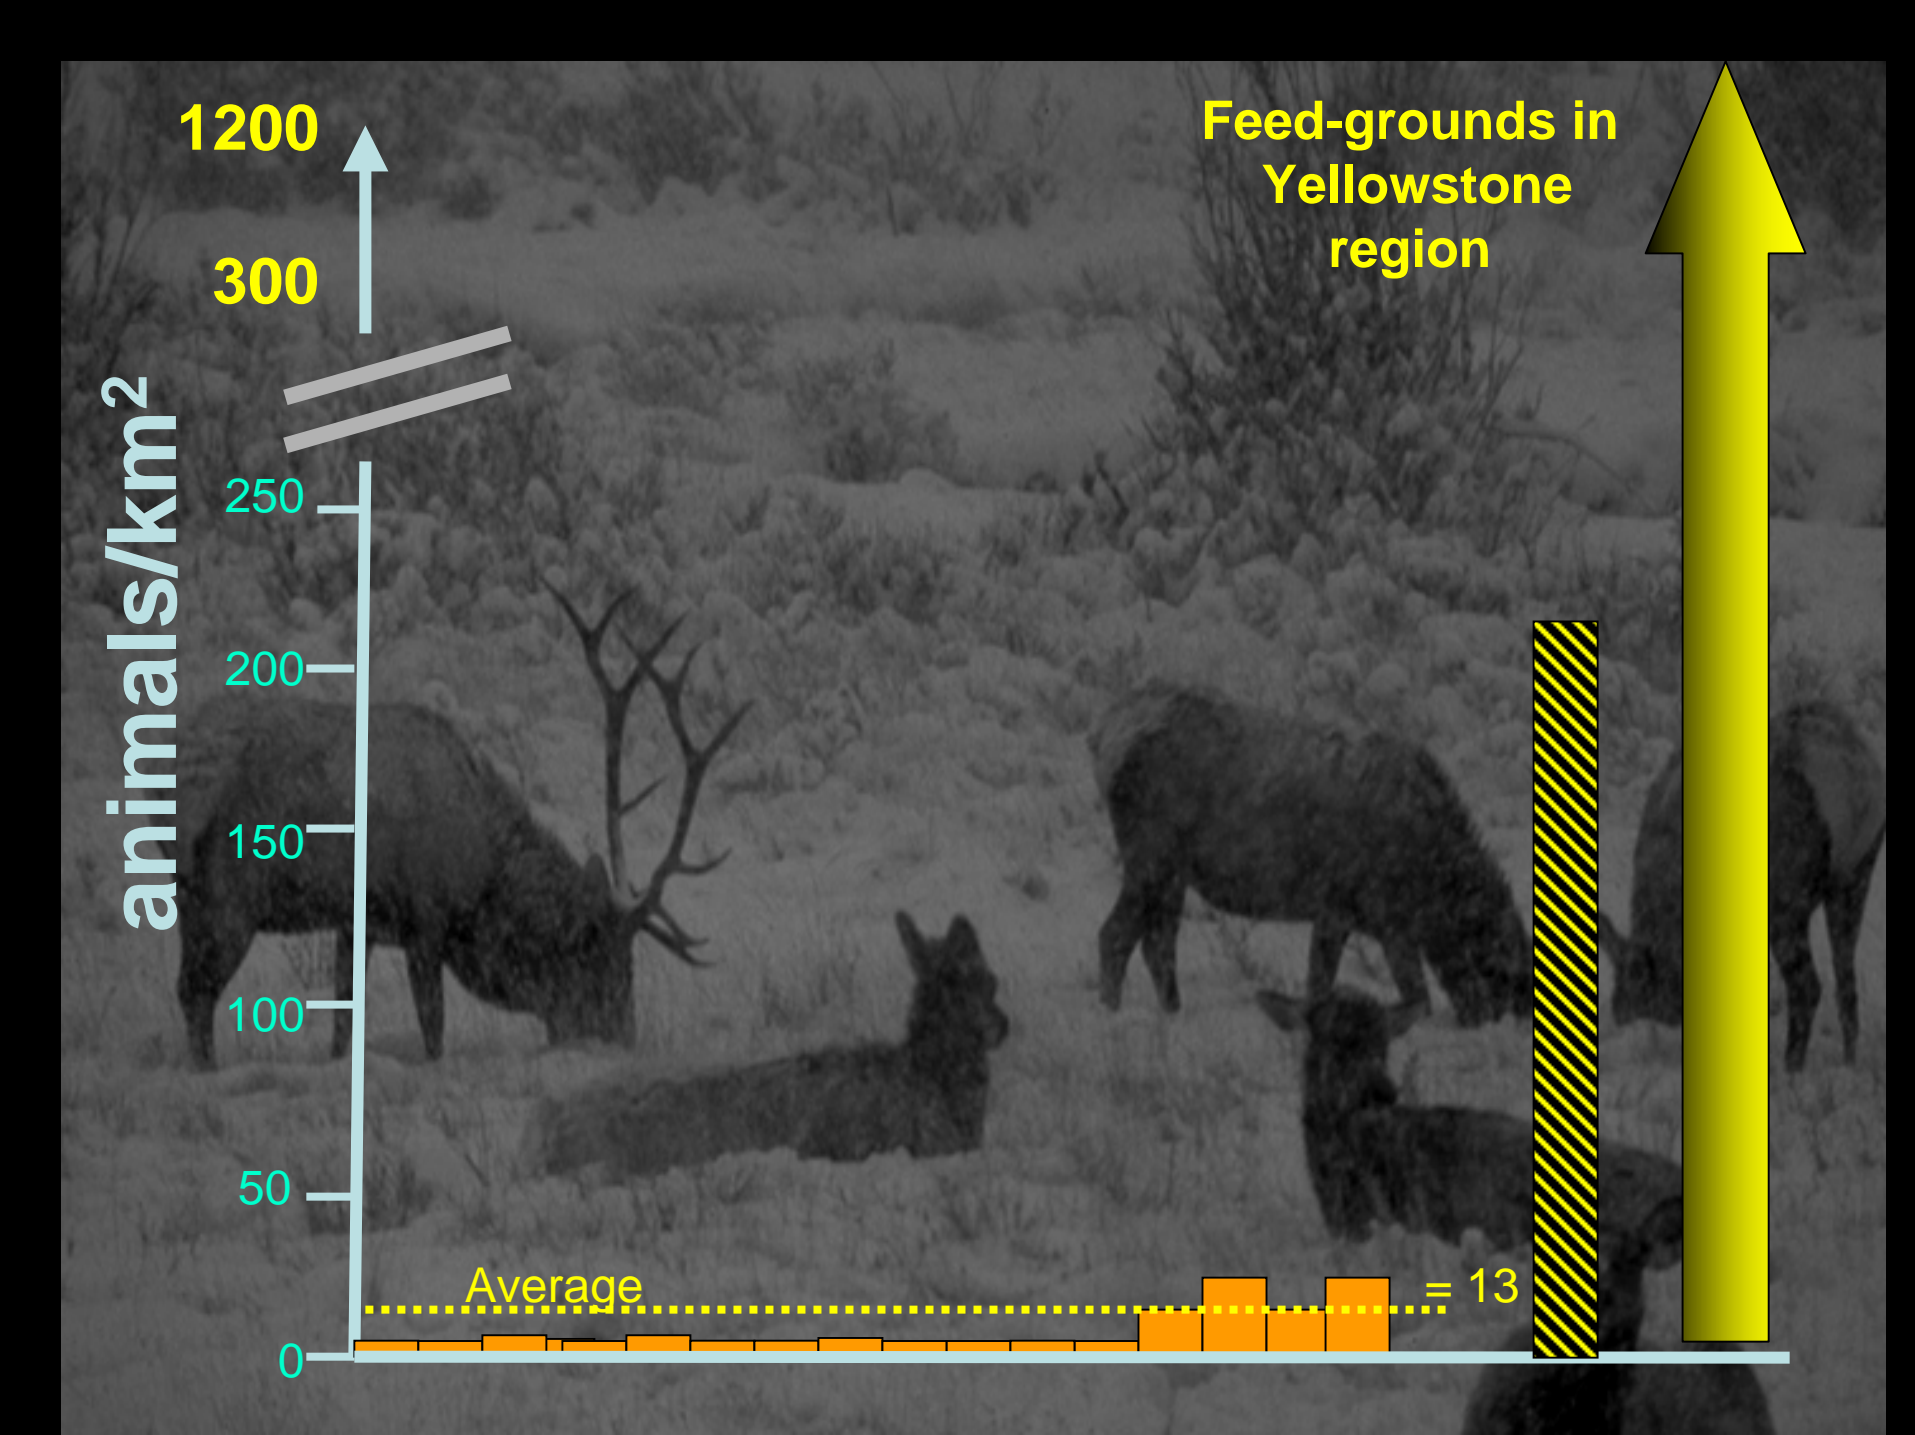 1200
Feed-grounds in
Yellowstone
region
300
animals/km²
250
200
150
100
50
Average = 13
0